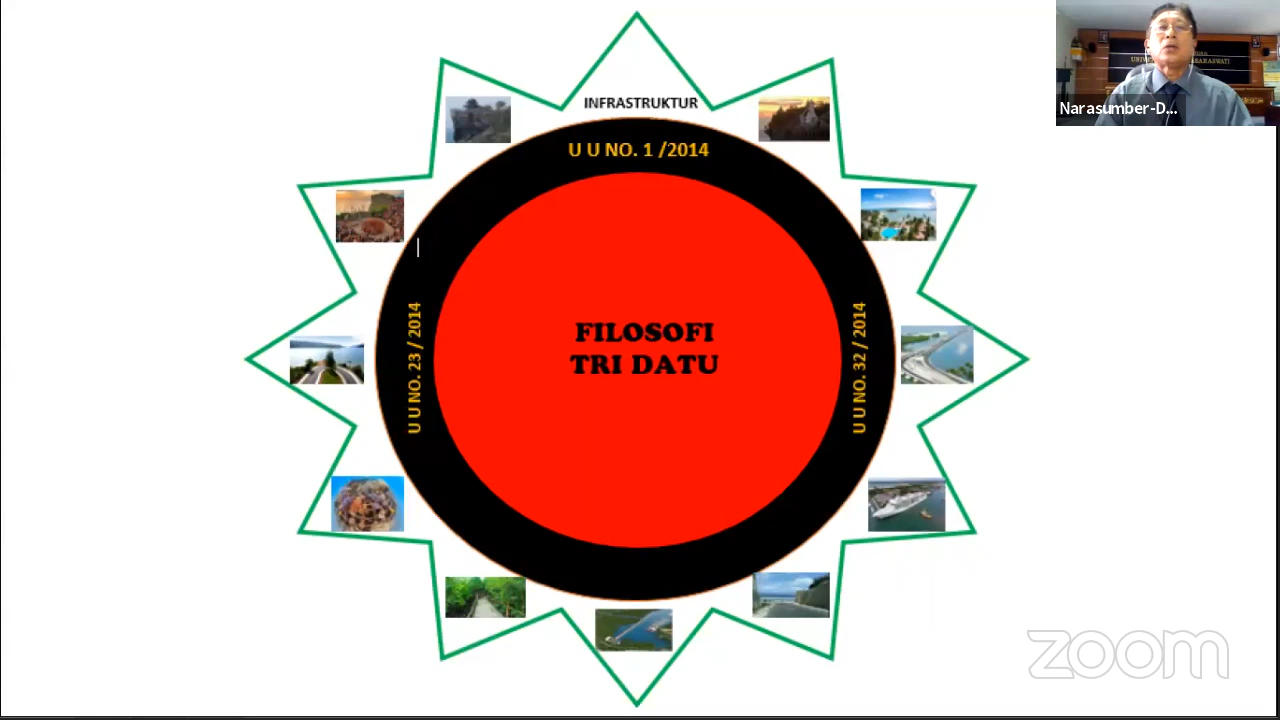 INFRASTRUKTUR
U U NO. 1 /2014
U U NO. 23 / 2014
FILOSOFI
TRI DATU
U U NO. 32 / 2014
Narasumber-D...
zoom